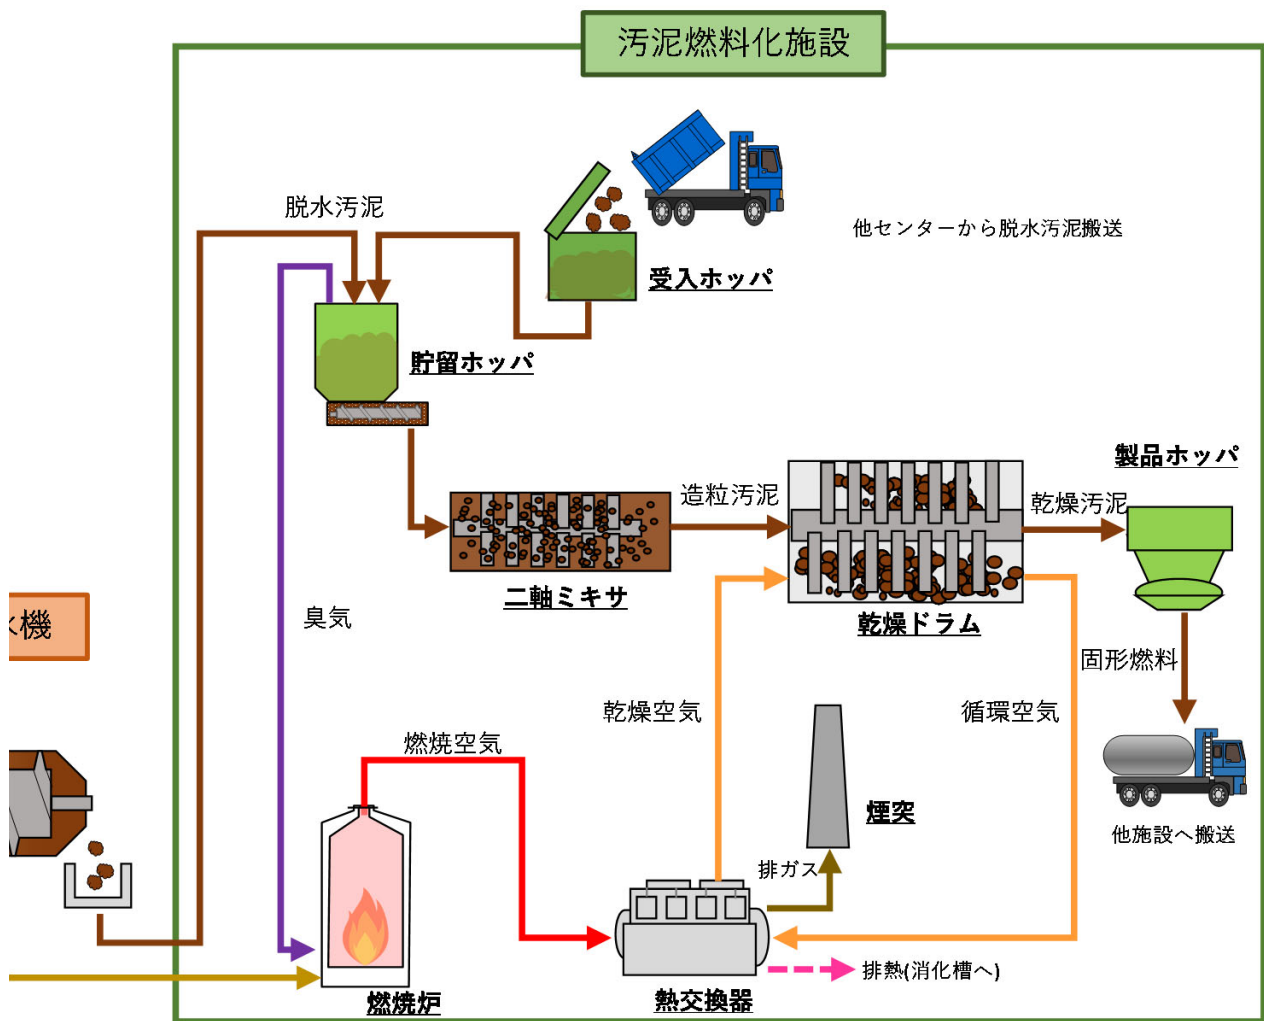 汚泥燃料化施設
脱水汚泥
他センターから脱水汚泥搬送
受入ホッパ
貯留ホッパ
製品ホッパ
造粒汚泥
乾燥汚泥
二軸ミキサ
乾燥ドラム
臭気
水機
固形燃料
乾燥空気
循環空気
燃焼空気
煙突
他施設へ搬送
排ガス
排熱(消化槽へ)
燃焼炉
熱交換器